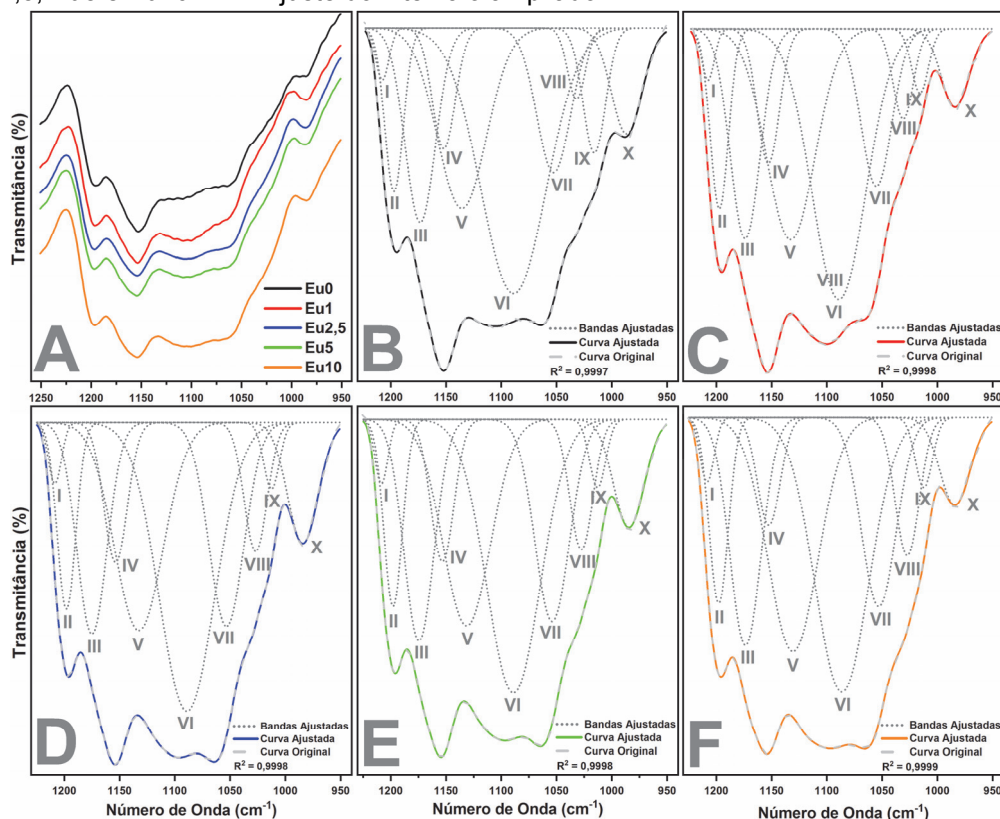 Transmitância (%)
Eu0
Eu1
Eu2,5
Eu5
Eu10
A
1250 1200 1150 1100 1050 1000 950
I
II
III
IV
V
VI
VII
VIII
IX
X
Bandas Ajustadas
Curva Ajustada
Curva Original
R² = 0,9997
B
1200 1150 1100 1050 1000 950
I
II
III
IV
V
VIII
VI
VII
VIII
IX
X
Bandas Ajustadas
Curva Ajustada
Curva Original
R² = 0,9998
C
1200 1150 1100 1050 1000 950
Transmitância (%)
I
II
III
IV
V
VI
VII
VIII
IX
X
Bandas Ajustadas
Curva Ajustada
Curva Original
R² = 0,9998
D
1200 1150 1100 1050 1000 950
Número de Onda (cm⁻¹)
I
II
III
IV
V
VI
VII
VIII
IX
X
Bandas Ajustadas
Curva Ajustada
Curva Original
R² = 0,9998
E
1200 1150 1100 1050 1000 950
Número de Onda (cm⁻¹)
I
II
III
IV
V
VI
VII
VIII
IX
X
Bandas Ajustadas
Curva Ajustada
Curva Original
R² = 0,9999
F
1200 1150 1100 1050 1000 950
Número de Onda (cm⁻¹)